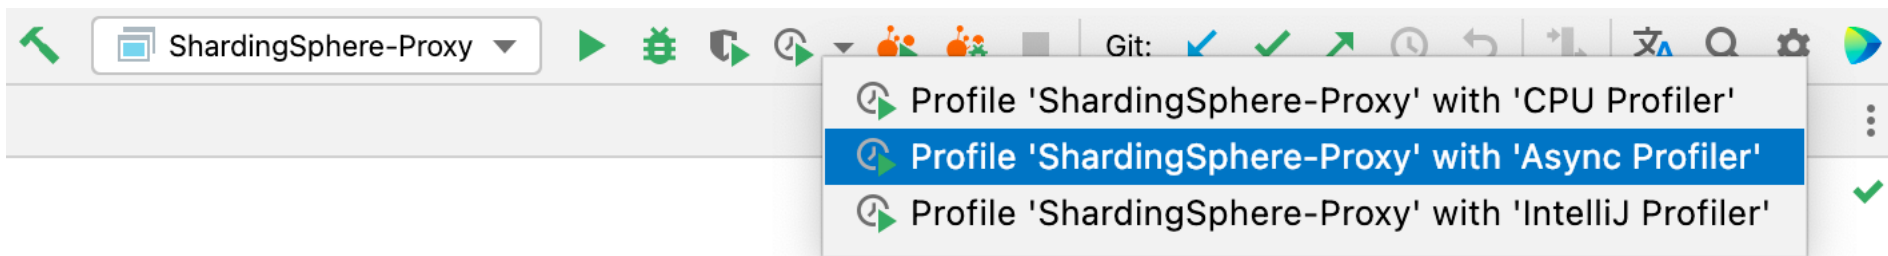 ShardingSphere-Proxy
Git:
Profile 'ShardingSphere-Proxy' with 'CPU Profiler'
Profile 'ShardingSphere-Proxy' with 'Async Profiler'
Profile 'ShardingSphere-Proxy' with 'IntelliJ Profiler'